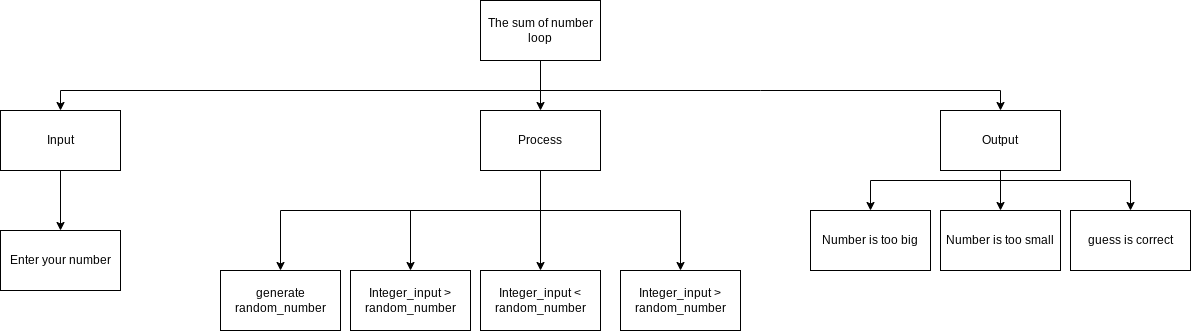 The sum of number
loop
Input
Process
Output
Enter your number
generate
random_number
Integer_input >
random_number
Integer_input <
random_number
Integer_input >
random_number
Number is too big
Number is too small
guess is correct